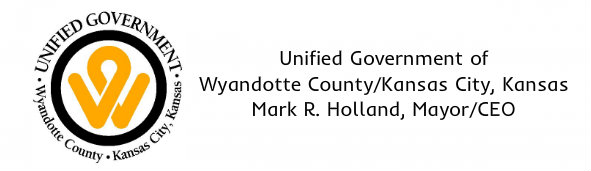 UNIFIED GOVERNMENT
• Wyandotte County • Kansas City, Kansas •
Unified Government of
Wyandotte County/Kansas City, Kansas
Mark R. Holland, Mayor/CEO